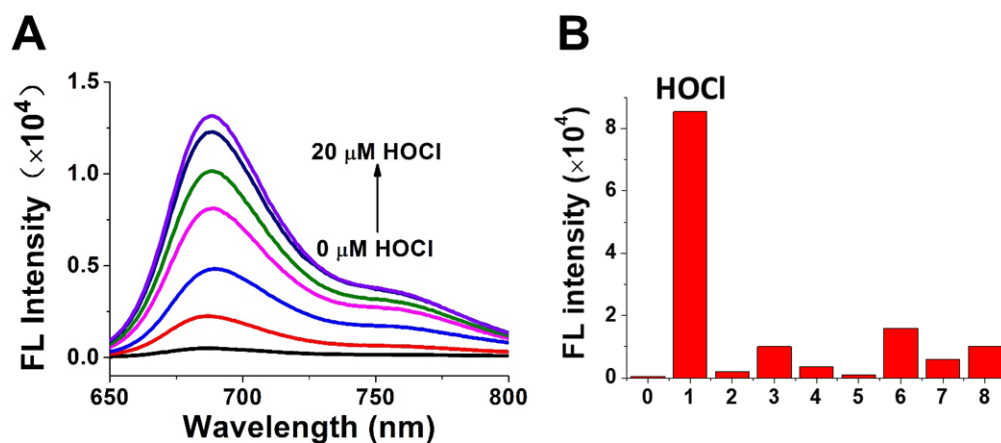 A
FL Intensity (×10⁴)
1.5
1.0
0.5
0.0
20 μM HOCl
0 μM HOCl
650 700 750 800
Wavelength (nm)
B
HOCl
FL intensity (×10⁴)
8
6
4
2
0
0 1 2 3 4 5 6 7 8